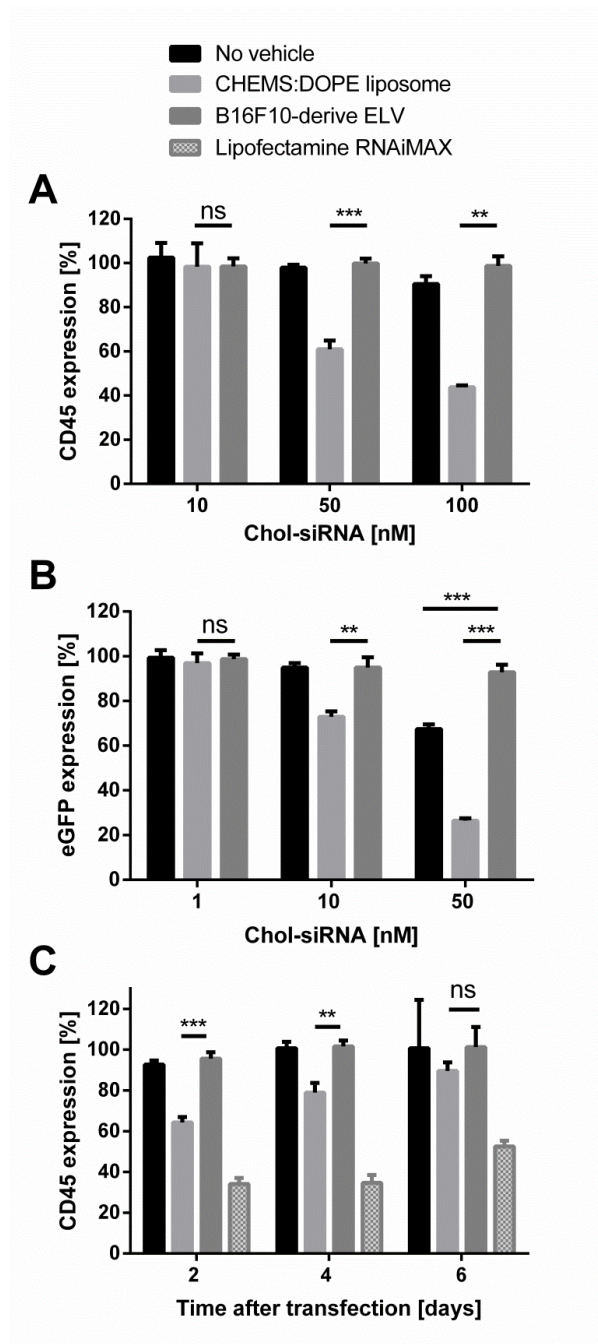 No vehicle
CHEMS:DOPE liposome
B16F10-derive ELV
Lipofectamine RNAiMAX
A
CD45 expression [%]
120
100
80
60
40
20
0
ns
***
**
10
50
100
Chol-siRNA [nM]
B
eGFP expression [%]
120
100
80
60
40
20
0
ns
**
***
***
1
10
50
Chol-siRNA [nM]
C
CD45 expression [%]
120
100
80
60
40
20
0
***
**
ns
2
4
6
Time after transfection [days]